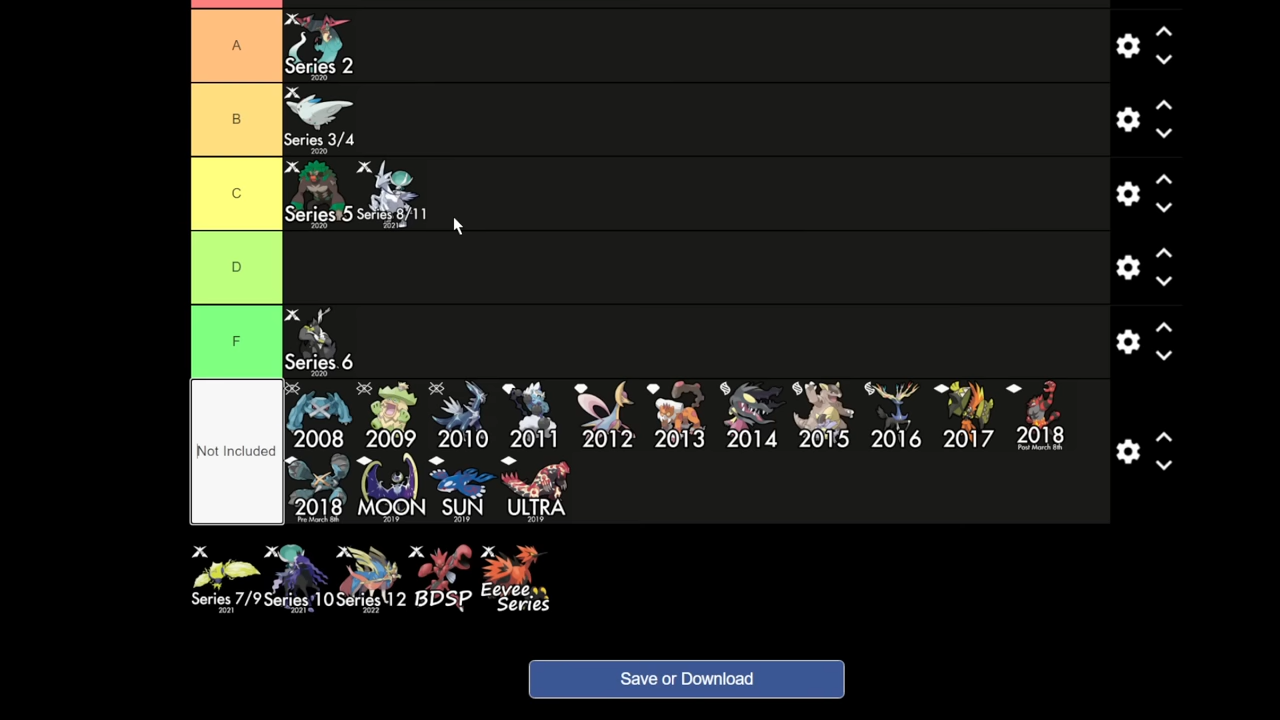 A
Series 2
2020
B
Series 3/4
2020
C
Series 5
2020
Series 8/11
2021
D
F
Series 6
2020
Not Included
2008
2009
2010
2011
2012
2013
2014
2015
2016
2017
2018
Post March 8th
2018
Pre March 8th
MOON
2019
SUN
2019
ULTRA
2019
Series 7/9
2021
Series 10
2021
Series 12
2022
BDSP
Eevee
Series
Save or Download